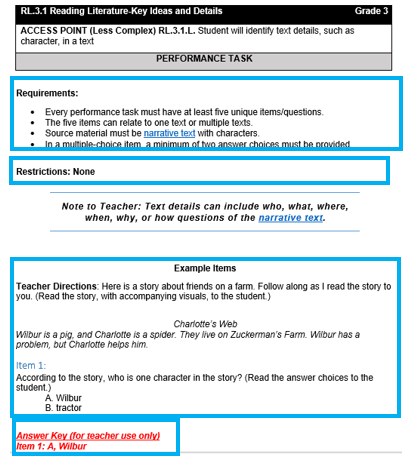 RL.3.1 Reading Literature-Key Ideas and Details Grade 3
ACCESS POINT (Less Complex) RL.3.1.L. Student will identify text details, such as
character, in a text
PERFORMANCE TASK
Requirements:
• Every performance task must have at least five unique items/questions.
• The five items can relate to one text or multiple texts.
• Source material must be narrative text with characters.
• In a multiple-choice item, a minimum of two answer choices must be provided
Restrictions: None
Note to Teacher: Text details can include who, what, where,
when, why, or how questions of the narrative text.
Example Items
Teacher Directions: Here is a story about friends on a farm. Follow along as I read the story to
you. (Read the story, with accompanying visuals, to the student.)
Charlotte's Web
Wilbur is a pig, and Charlotte is a spider. They live on Zuckerman's Farm. Wilbur has a
problem, but Charlotte helps him.
Item 1:
According to the story, who is one character in the story? (Read the answer choices to the
student.)
A. Wilbur
B. tractor
Answer Key (for teacher use only)
Item 1: A, Wilbur